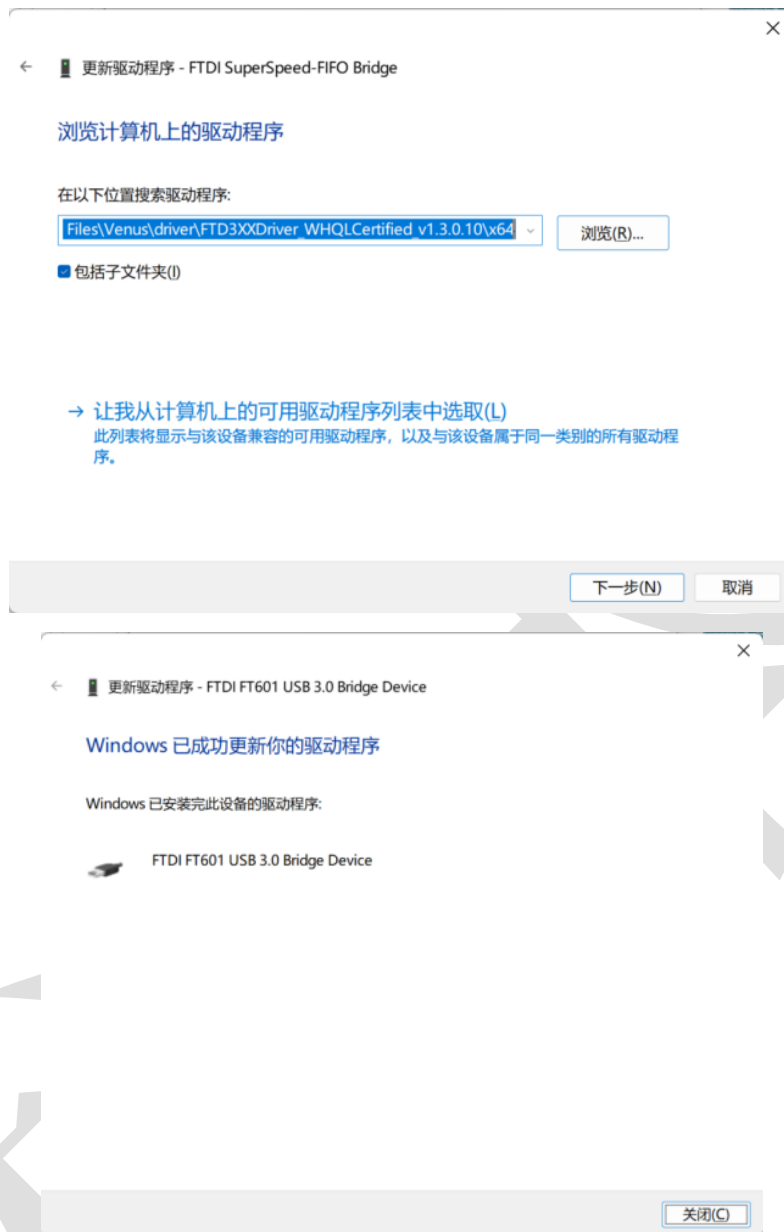 更新驱动程序 - FTDI SuperSpeed-FIFO Bridge
浏览计算机上的驱动程序
在以下位置搜索驱动程序:
Files\Venus\driver\FTD3XXDriver_WHQLCertified_v1.3.0.10\x64
浏览(R)...
包括子文件夹(I)
→ 让我从计算机上的可用驱动程序列表中选取(L)
此列表将显示与该设备兼容的可用驱动程序，以及与该设备属于同一类别的所有驱动程
序。
下一步(N) 取消
更新驱动程序 - FTDI FT601 USB 3.0 Bridge Device
Windows 已成功更新你的驱动程序
Windows 已安装完此设备的驱动程序:
FTDI FT601 USB 3.0 Bridge Device
关闭(C)